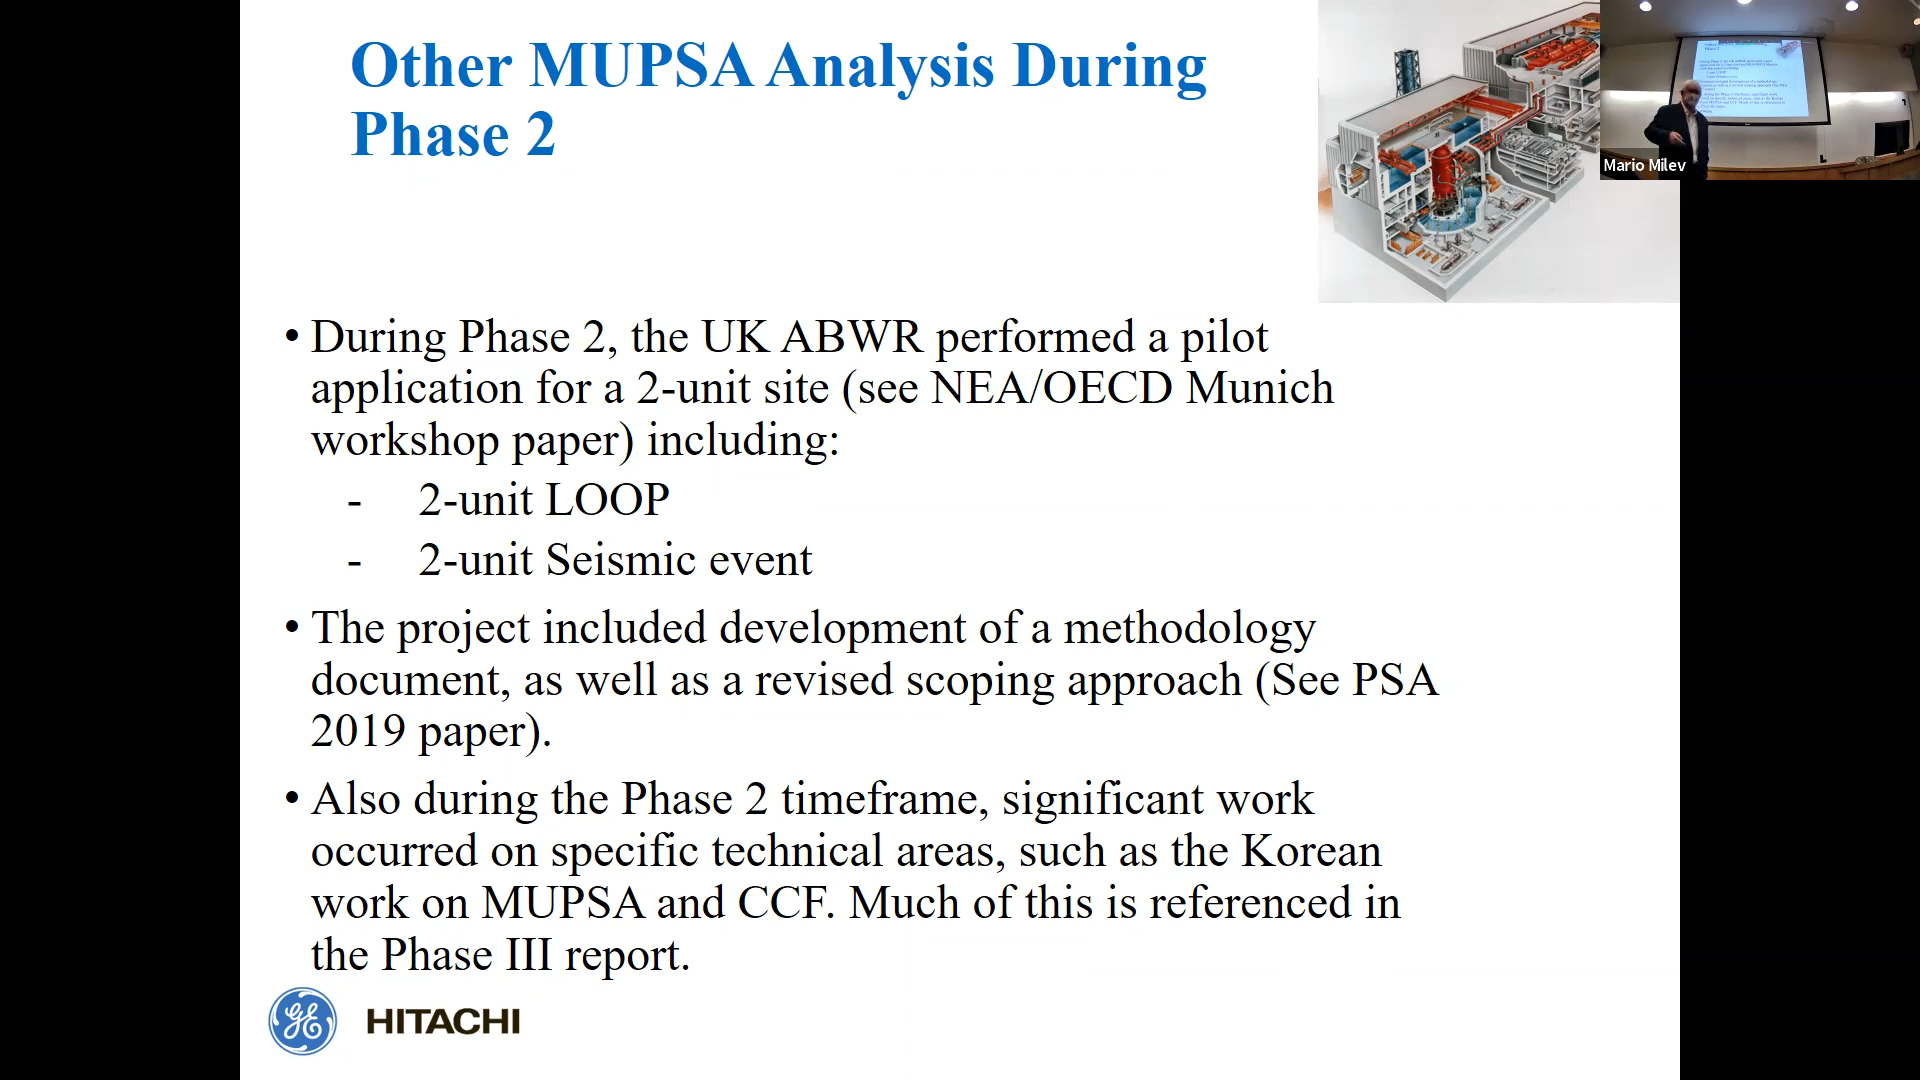 Other MUPSA Analysis During
Phase 2
Mario Milev
• During Phase 2, the UK ABWR performed a pilot
application for a 2-unit site (see NEA/OECD Munich
workshop paper) including:
- 2-unit LOOP
- 2-unit Seismic event
• The project included development of a methodology
document, as well as a revised scoping approach (See PSA
2019 paper).
• Also during the Phase 2 timeframe, significant work
occurred on specific technical areas, such as the Korean
work on MUPSA and CCF. Much of this is referenced in
the Phase III report.
GE HITACHI